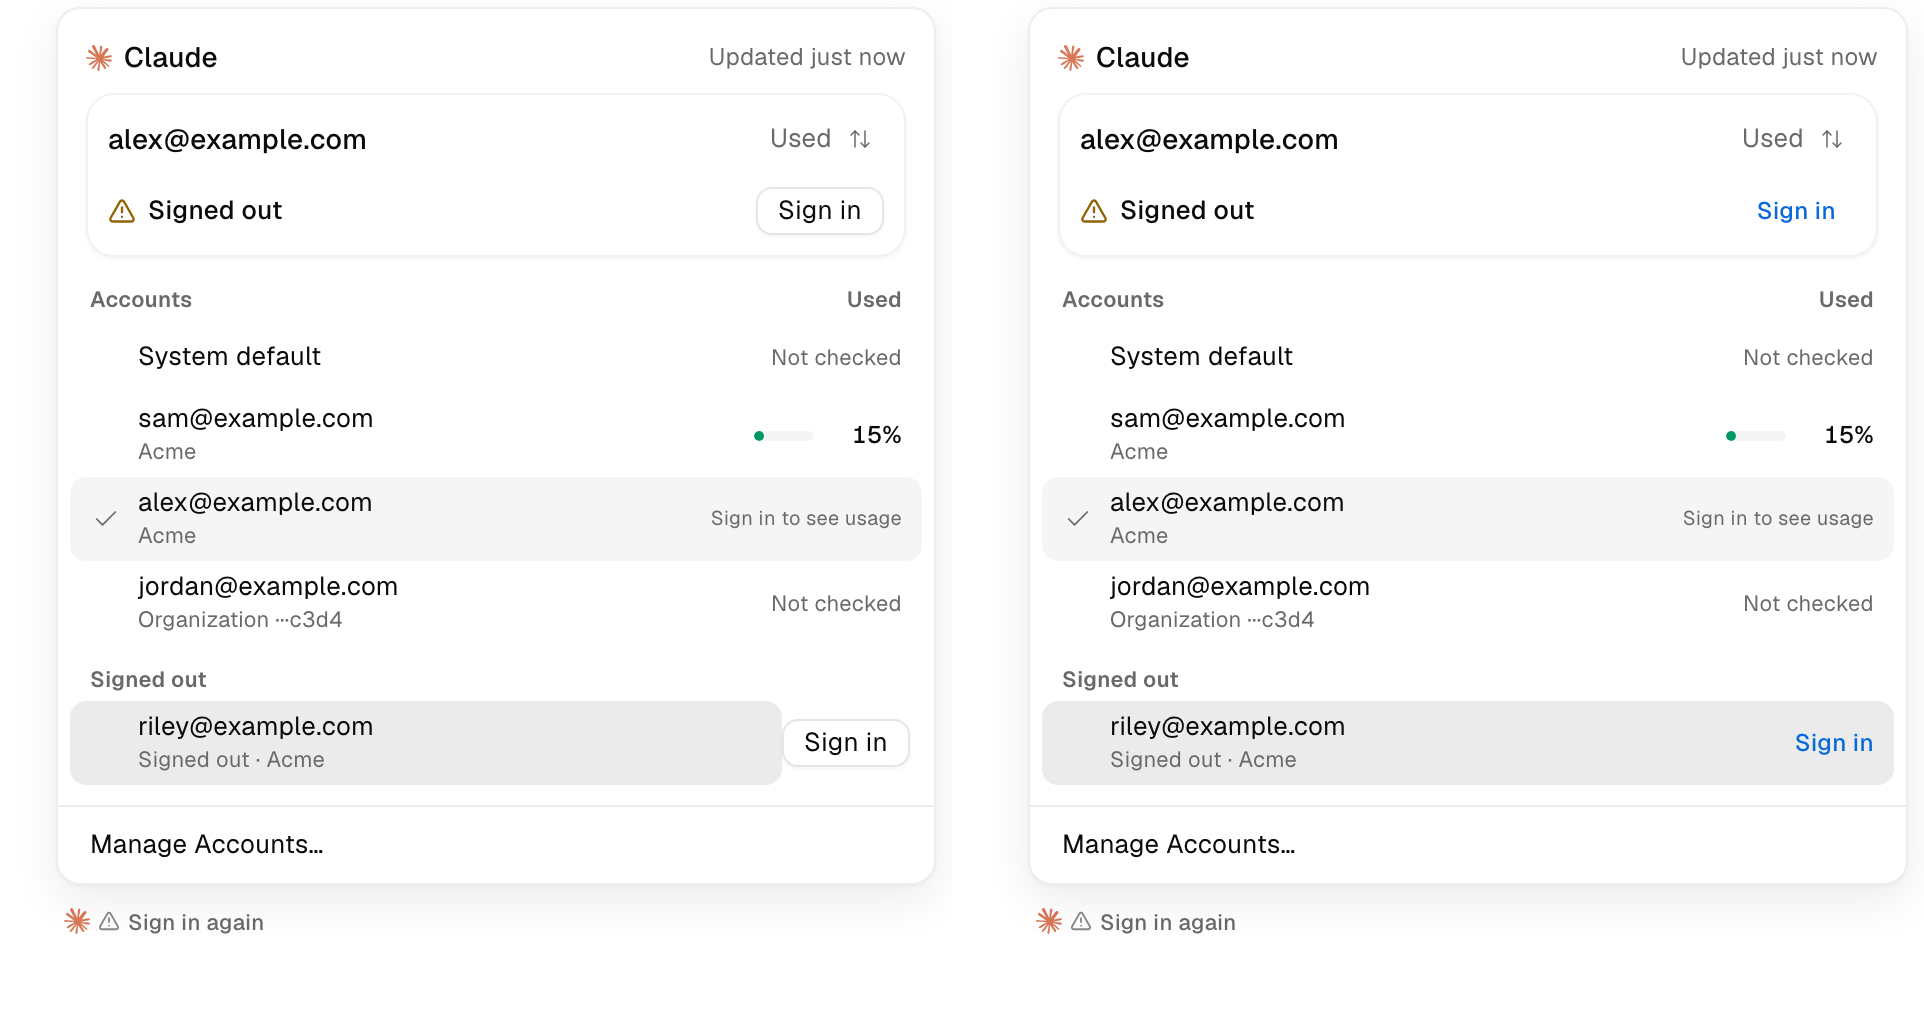 Claude
Updated just now
alex@example.com
Used
Signed out
Sign in
Accounts
Used
System default
Not checked
sam@example.com
Acme
15%
alex@example.com
Acme
Sign in to see usage
jordan@example.com
Organization ···c3d4
Not checked
Signed out
riley@example.com
Signed out · Acme
Sign in
Manage Accounts…
Sign in again
Claude
Updated just now
alex@example.com
Used
Signed out
Sign in
Accounts
Used
System default
Not checked
sam@example.com
Acme
15%
alex@example.com
Acme
Sign in to see usage
jordan@example.com
Organization ···c3d4
Not checked
Signed out
riley@example.com
Signed out · Acme
Sign in
Manage Accounts…
Sign in again